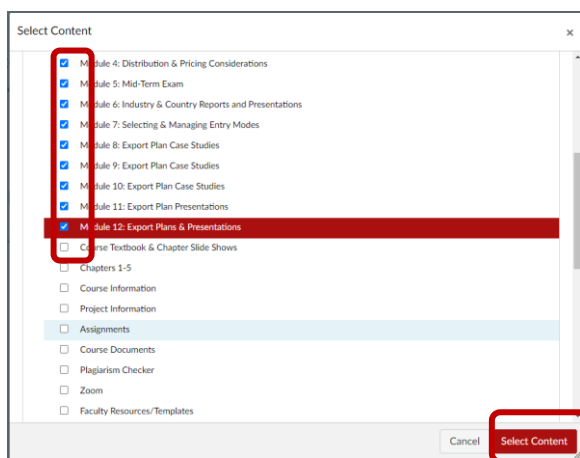 Select Content
×
Module 4: Distribution & Pricing Considerations
Module 5: Mid-Term Exam
Module 6: Industry & Country Reports and Presentations
Module 7: Selecting & Managing Entry Modes
Module 8: Export Plan Case Studies
Module 9: Export Plan Case Studies
Module 10: Export Plan Case Studies
Module 11: Export Plan Presentations
Module 12: Export Plans & Presentations
Course Textbook & Chapter Slide Shows
Chapters 1-5
Course Information
Project Information
Assignments
Course Documents
Plagiarism Checker
Zoom
Faculty Resources/Templates
Cancel Select Content